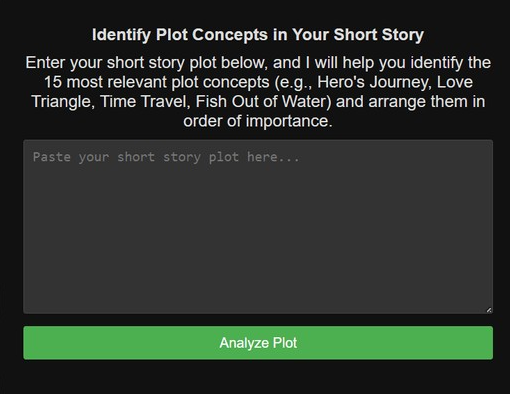 Identify Plot Concepts in Your Short Story
Enter your short story plot below, and I will help you identify the
15 most relevant plot concepts (e.g., Hero's Journey, Love
Triangle, Time Travel, Fish Out of Water) and arrange them in
order of importance.
Paste your short story plot here...
Analyze Plot